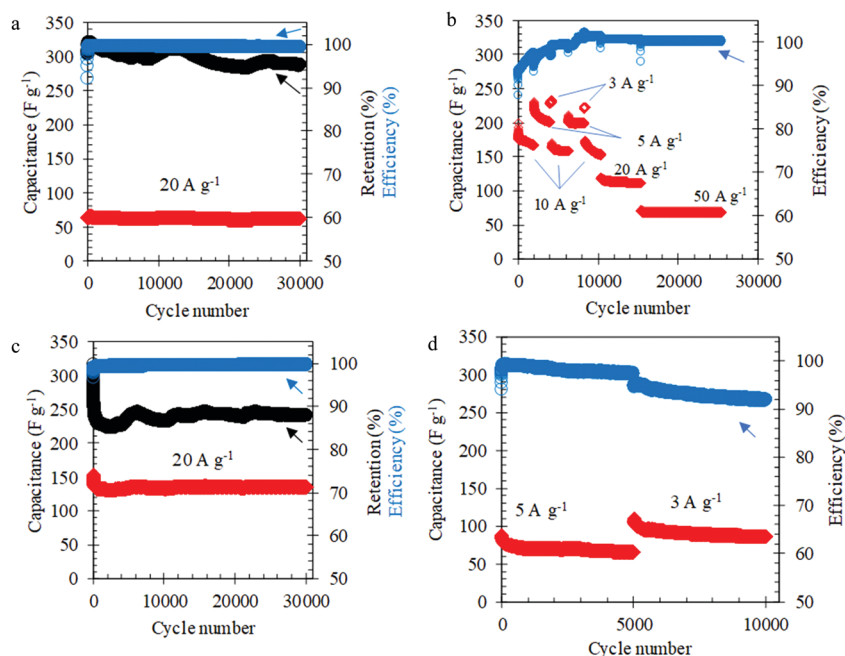 a
350
300
250
200
150
100
50
0
Capacitance (F g-1)
20 A g-1
100
90
80
70
60
50
Retention (%)
Efficiency (%)
0 10000 20000 30000
Cycle number
b
350
300
250
200
150
100
50
0
Capacitance (F g-1)
3 A g-1
5 A g-1
20 A g-1
10 A g-1
50 A g-1
100
90
80
70
60
50
Efficiency (%)
0 10000 20000 30000
Cycle number
c
350
300
250
200
150
100
50
0
Capacitance (F g-1)
20 A g-1
100
90
80
70
60
50
Retention (%)
Efficiency (%)
0 10000 20000 30000
Cycle number
d
350
300
250
200
150
100
50
0
Capacitance (F g-1)
5 A g-1
3 A g-1
100
90
80
70
60
50
Efficiency (%)
0 5000 10000
Cycle number